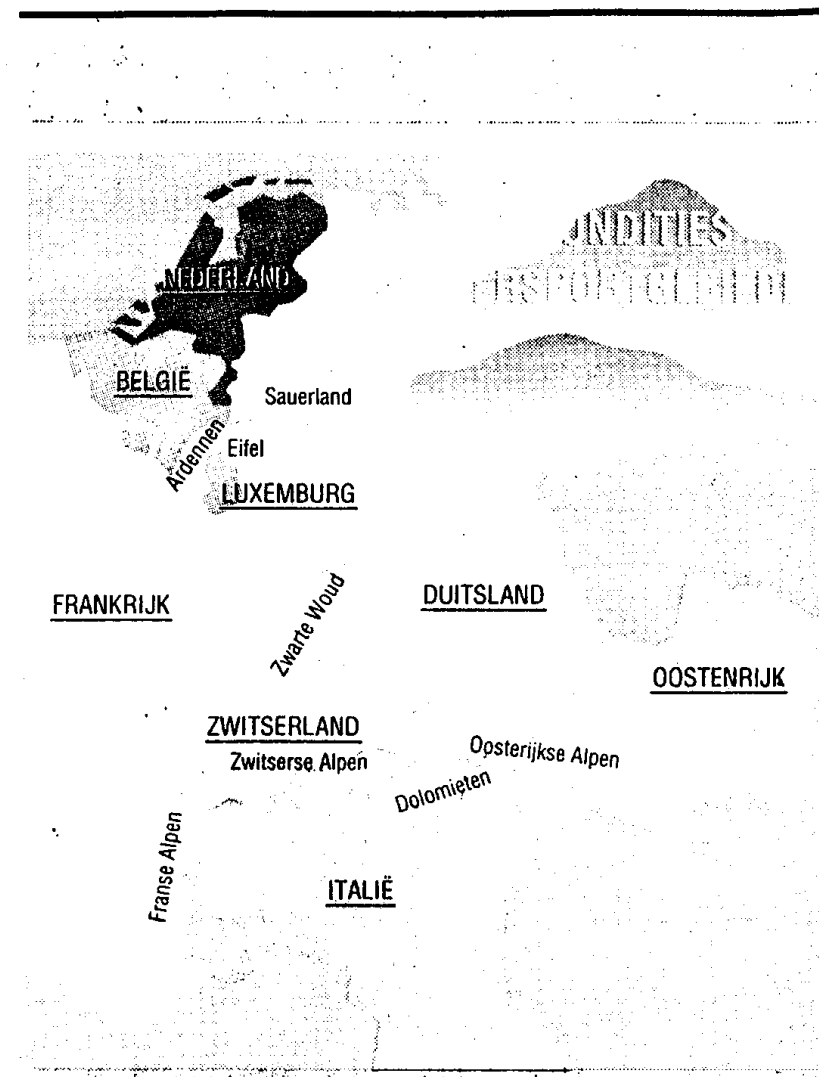 NEDERLAND
BELGIË
Sauerland
Ardennen
Eifel
LUXEMBURG
FRANKRIJK
Zwarte Woud
DUITSLAND
OOSTENRIJK
ZWITSERLAND
Zwitserse Alpen
Oosterijkse Alpen
Dolomieten
Franse Alpen
ITALIË